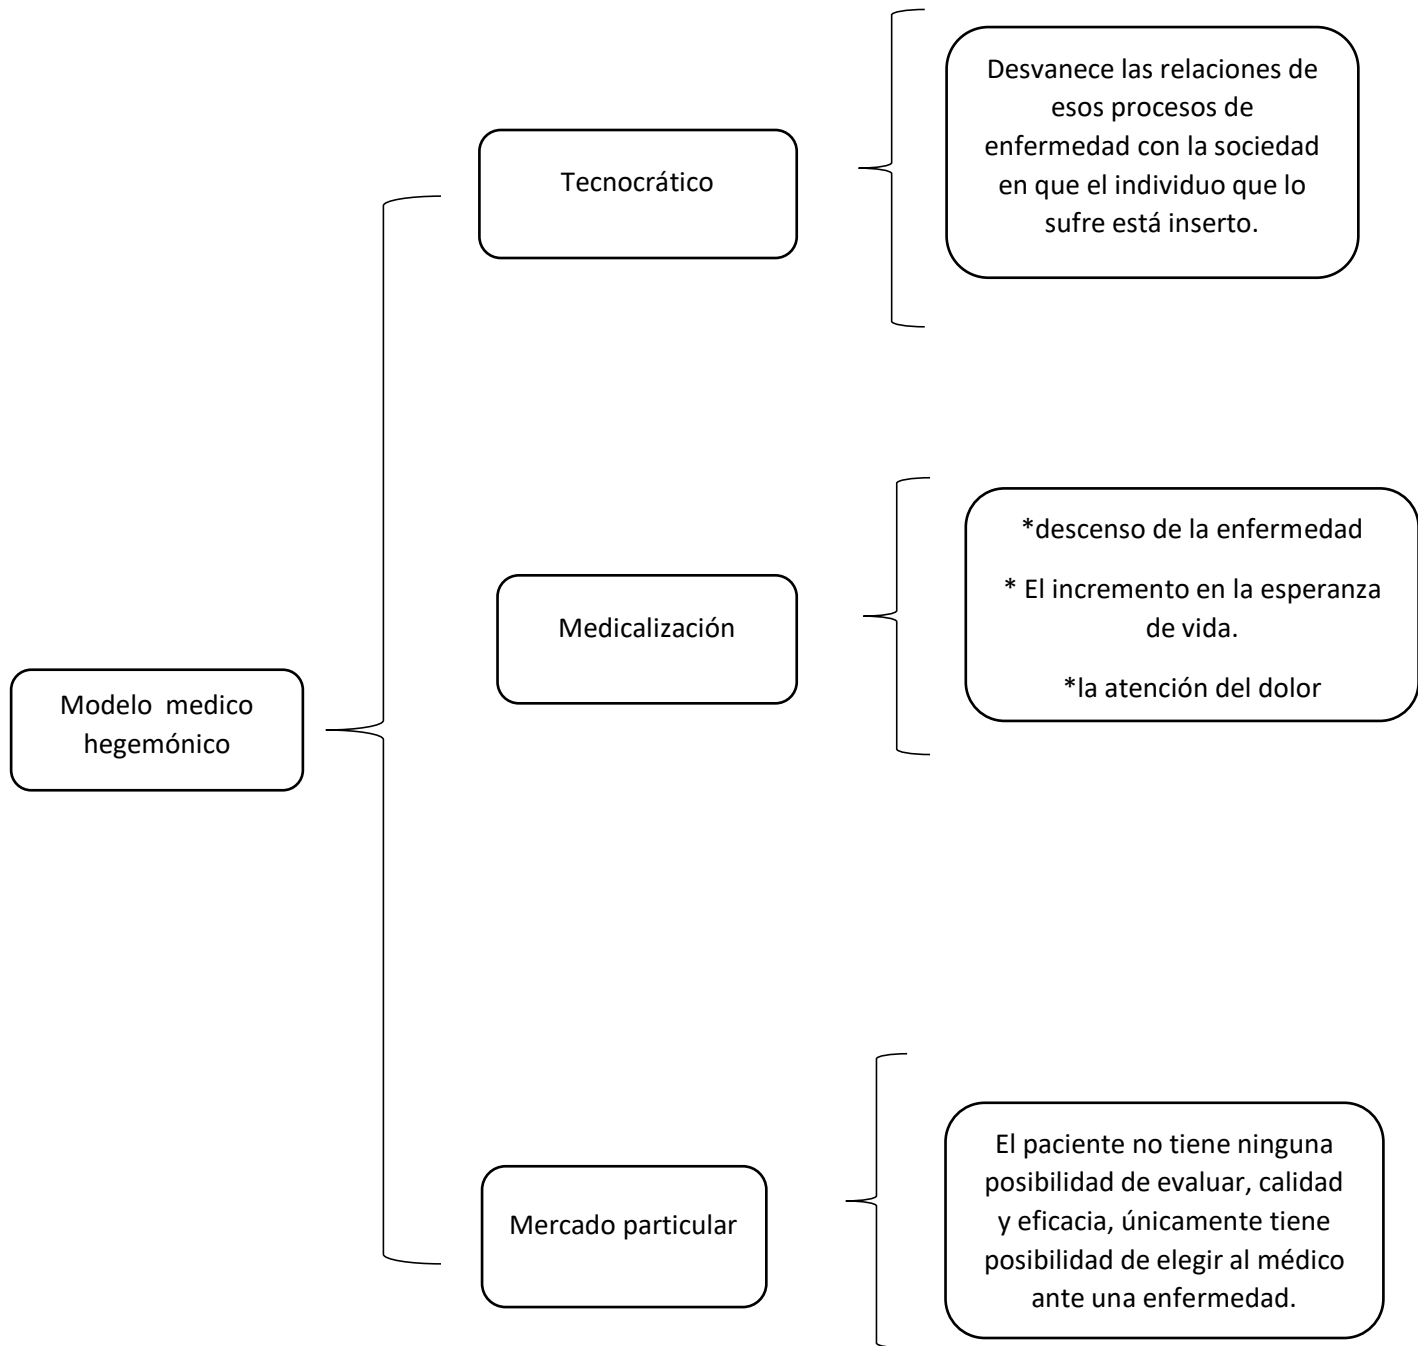 Desvanece las relaciones de
esos procesos de
enfermedad con la sociedad
en que el individuo que lo
sufre está inserto.
Tecnocrático
*descenso de la enfermedad
* El incremento en la esperanza
de vida.
*la atención del dolor
Medicalización
Modelo  medico
hegemónico
El paciente no tiene ninguna
posibilidad de evaluar, calidad
y eficacia, únicamente tiene
posibilidad de elegir al médico
ante una enfermedad.
Mercado particular